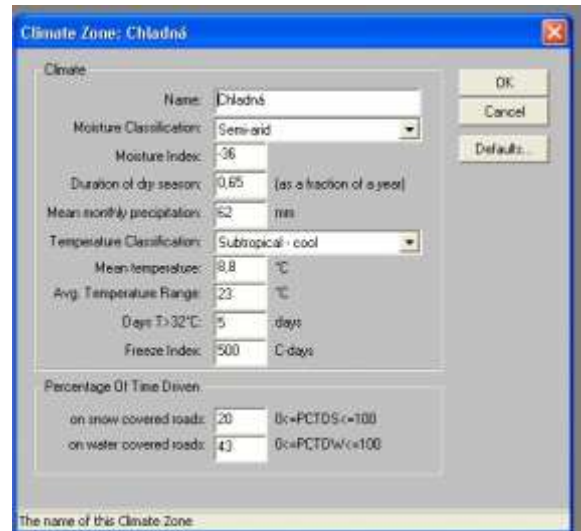 Climate Zone: Chladná
Climate
OK
Name: Chladná
Cancel
Moisture Classification: Semi-arid
Moisture Index: -36
Defaults...
Duration of dry season: 0,65 (as a fraction of a year)
Mean monthly precipitation: 62 mm
Temperature Classification: Subtropical - cool
Mean temperature: 8,8 °C
Avg. Temperature Range: 23 °C
Days T>32°C: 5 days
Freeze Index: 500 C-days
Percentage Of Time Driven
on snow covered roads: 20 0<=PCTDS<=100
on water covered roads: 43 0<=PCTDW<=100
The name of this Climate Zone